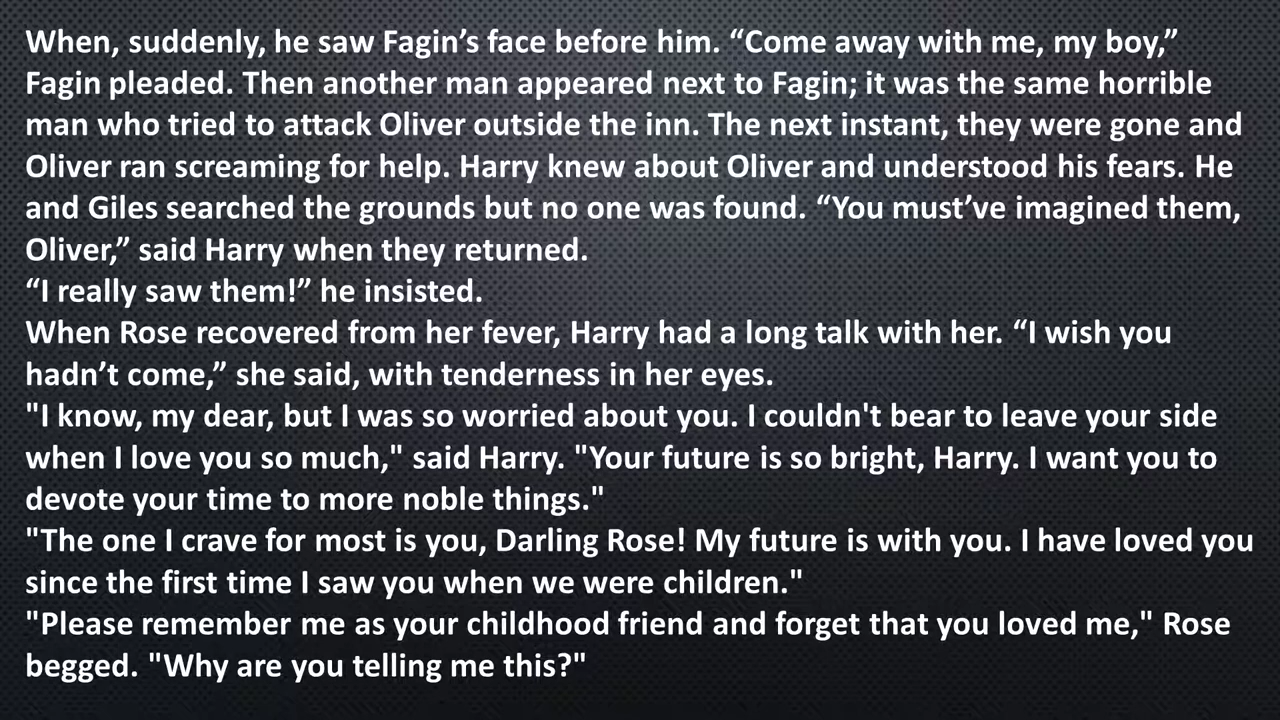 When, suddenly, he saw Fagin’s face before him. “Come away with me, my boy,”
Fagin pleaded. Then another man appeared next to Fagin; it was the same horrible
man who tried to attack Oliver outside the inn. The next instant, they were gone and
Oliver ran screaming for help. Harry knew about Oliver and understood his fears. He
and Giles searched the grounds but no one was found. “You must’ve imagined them,
Oliver,” said Harry when they returned.
“I really saw them!” he insisted.
When Rose recovered from her fever, Harry had a long talk with her. “I wish you
hadn’t come,” she said, with tenderness in her eyes.
"I know, my dear, but I was so worried about you. I couldn't bear to leave your side
when I love you so much," said Harry. "Your future is so bright, Harry. I want you to
devote your time to more noble things."
"The one I crave for most is you, Darling Rose! My future is with you. I have loved you
since the first time I saw you when we were children."
"Please remember me as your childhood friend and forget that you loved me," Rose
begged. "Why are you telling me this?"